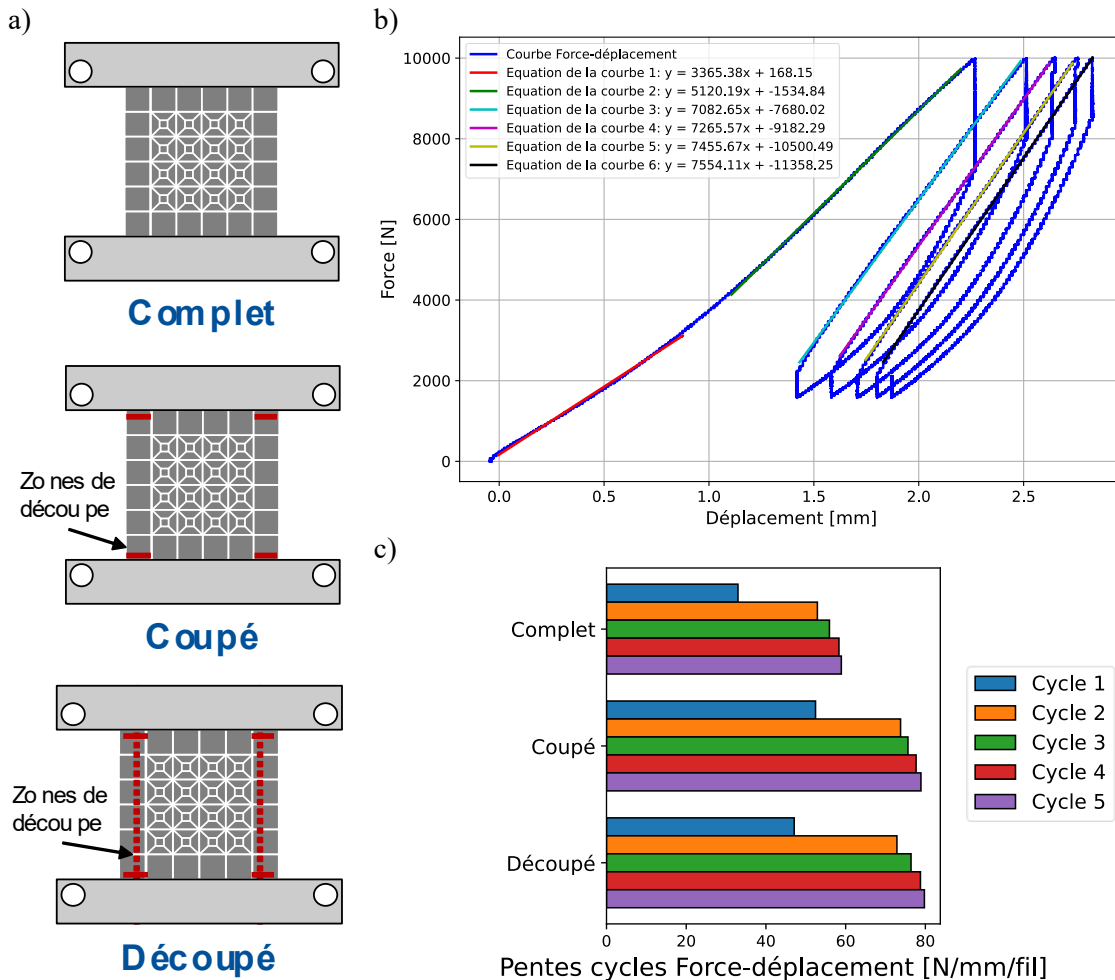 a)
Complet
Zo nes de
décou pe
Coupé
Zo nes de
décou pe
Découpé
b)
Courbe Force-déplacement
Equation de la courbe 1: y = 3365.38x + 168.15
Equation de la courbe 2: y = 5120.19x + -1534.84
Equation de la courbe 3: y = 7082.65x + -7680.02
Equation de la courbe 4: y = 7265.57x + -9182.29
Equation de la courbe 5: y = 7455.67x + -10500.49
Equation de la courbe 6: y = 7554.11x + -11358.25
10000
8000
6000
4000
2000
0
Force [N]
0.0 0.5 1.0 1.5 2.0 2.5
Déplacement [mm]
c)
Complet
Coupé
Découpé
0 20 40 60 80
Pentes cycles Force-déplacement [N/mm/fil]
Cycle 1
Cycle 2
Cycle 3
Cycle 4
Cycle 5